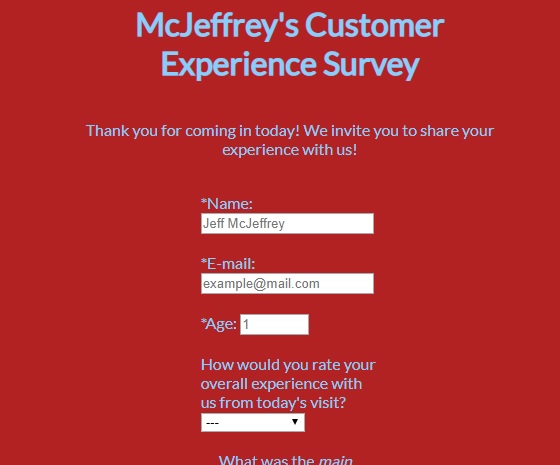 McJeffrey's Customer
Experience Survey
Thank you for coming in today! We invite you to share your
experience with us!
*Name:
Jeff McJeffrey
*E-mail:
example@mail.com
*Age: 1
How would you rate your
overall experience with
us from today's visit?
---
What was the main